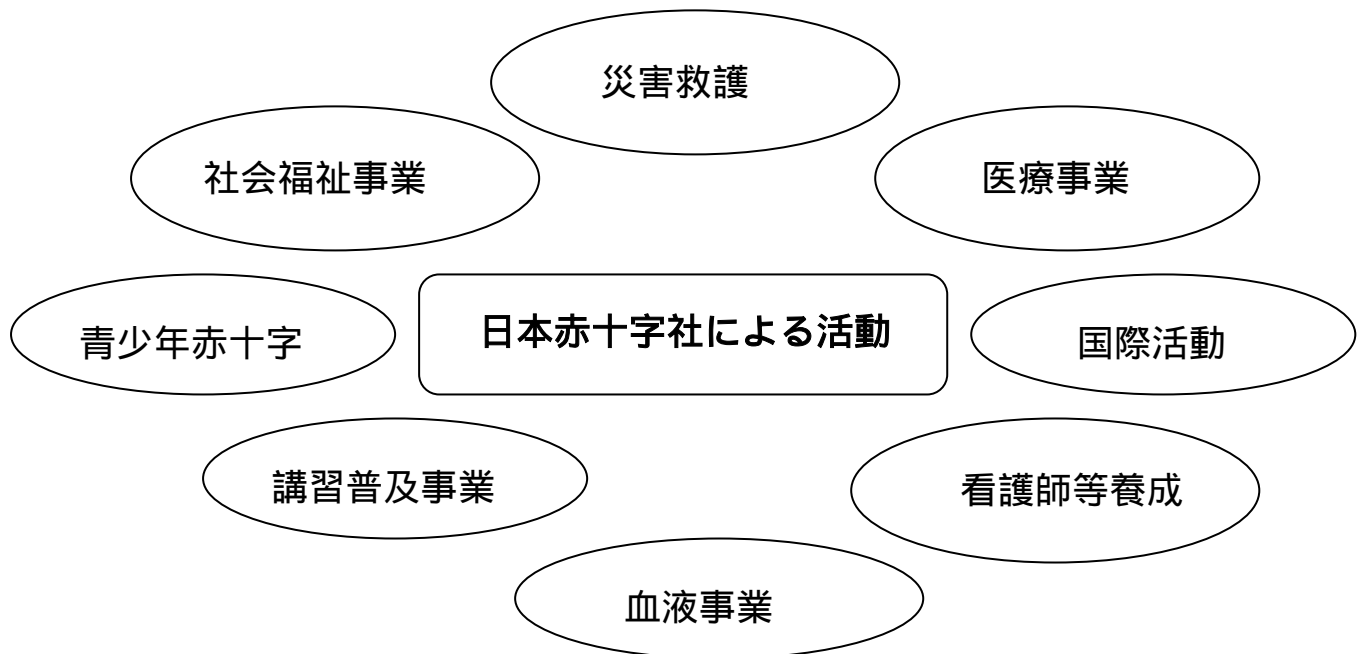 災害救護
社会福祉事業
医療事業
青少年赤十字
日本赤十字社による活動
国際活動
講習普及事業
看護師等養成
血液事業